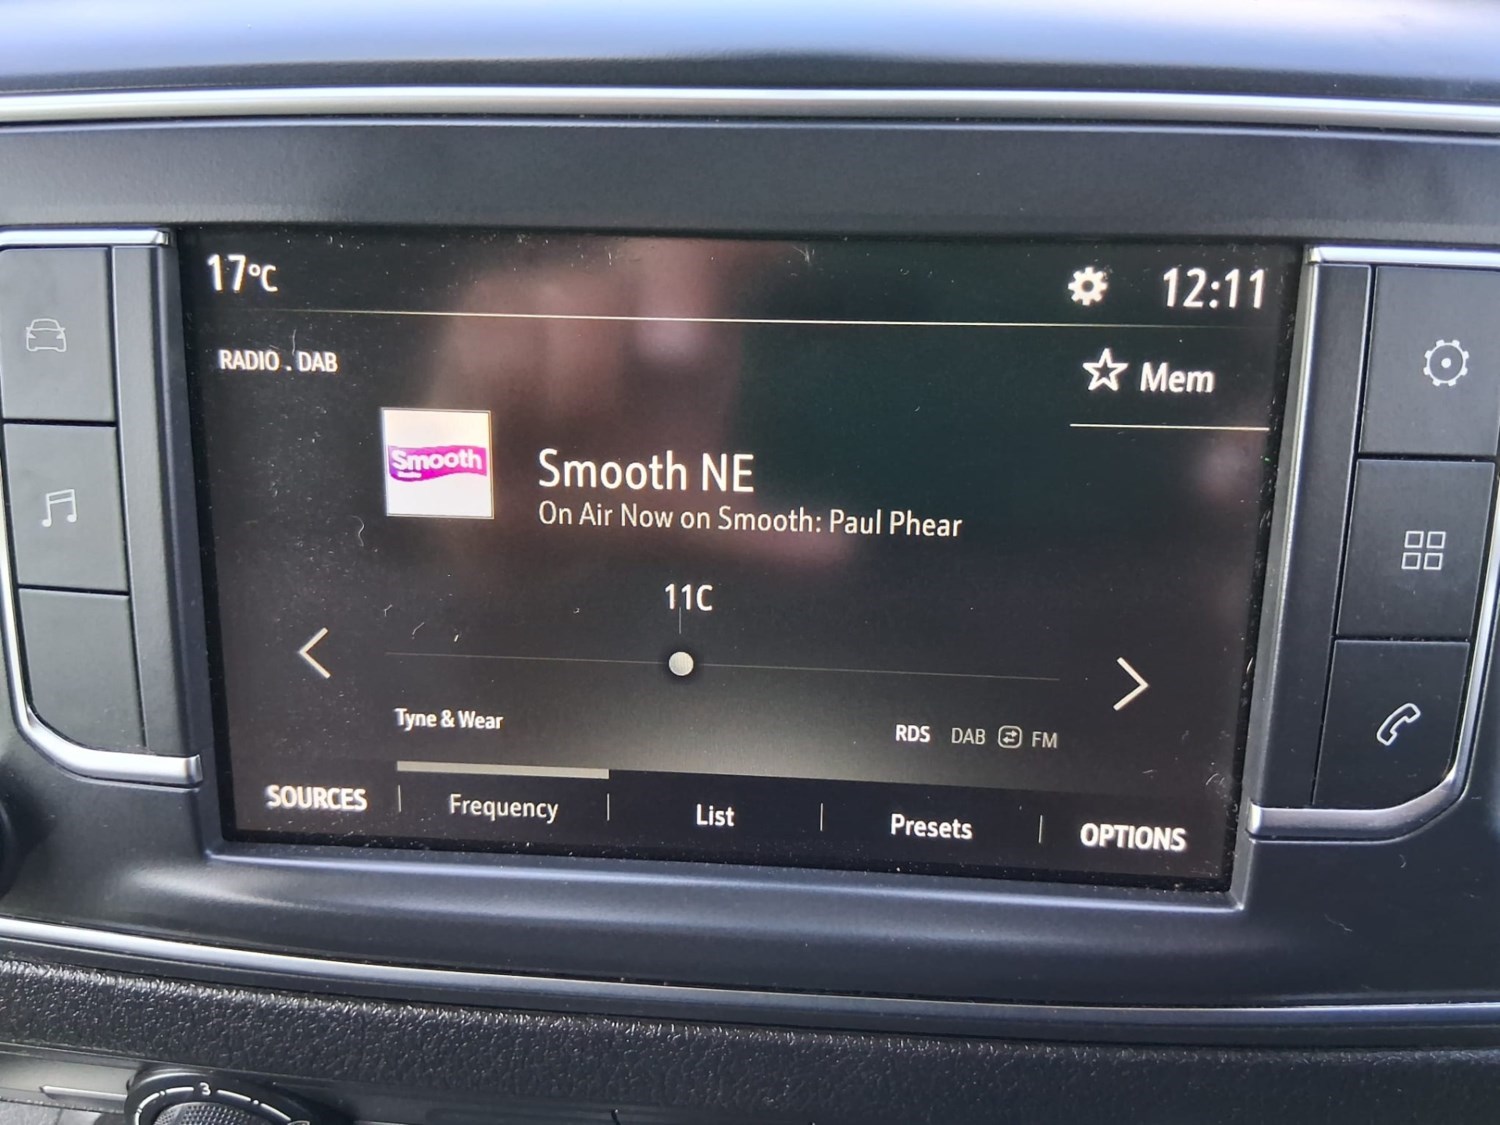 17°C
12:11
RADIO . DAB
Mem
Smooth
Smooth NE
On Air Now on Smooth: Paul Phear
11C
Tyne & Wear
RDS DAB FM
SOURCES
Frequency
List
Presets
OPTIONS
3